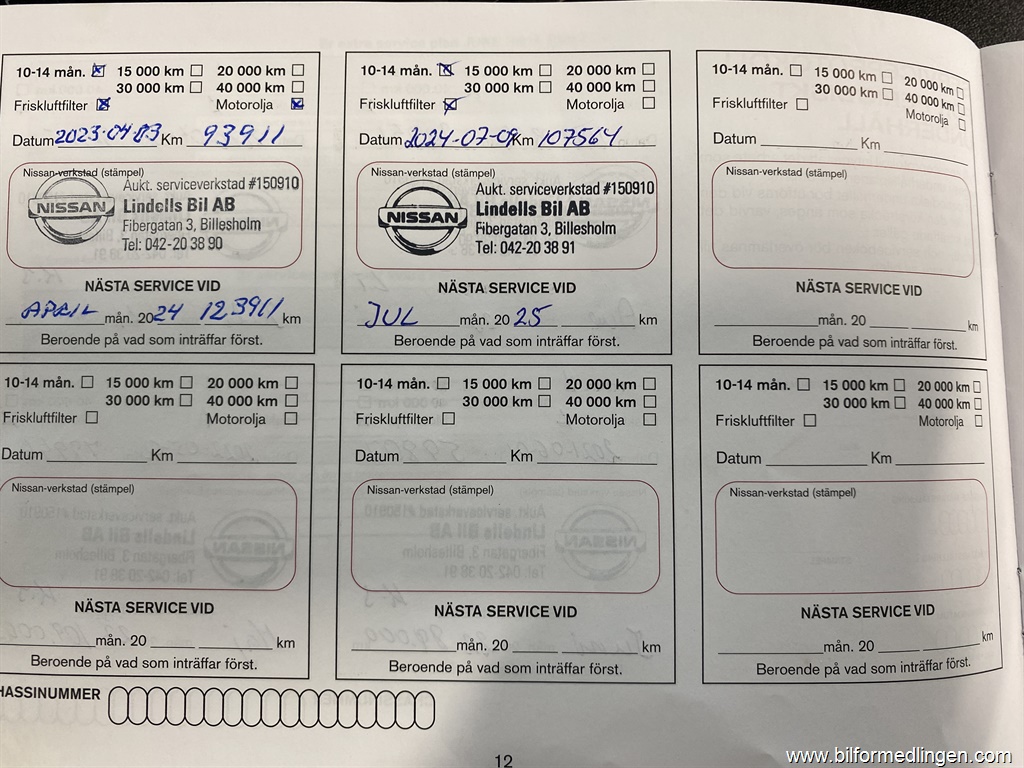 10-14 mån. ☒ 15 000 km ☐ 20 000 km ☐
30 000 km ☐ 40 000 km ☐
Friskluftfilter ☒ Motorolja ☒
Datum 2023-04-03 Km 93911
Nissan-verkstad (stämpel)
NISSAN
Aukt. serviceverkstad #150910
Lindells Bil AB
Fibergatan 3, Billesholm
Tel: 042-20 38 90
NÄSTA SERVICE VID
APRIL mån. 2024 123911 km
Beroende på vad som inträffar först.
10-14 mån. ☒ 15 000 km ☐ 20 000 km ☐
30 000 km ☐ 40 000 km ☐
Friskluftfilter ☒ Motorolja ☐
Datum 2024-07-09 Km 107564
Nissan-verkstad (stämpel)
NISSAN
Aukt. serviceverkstad #150910
Lindells Bil AB
Fibergatan 3, Billesholm
Tel: 042-20 38 91
NÄSTA SERVICE VID
JUL mån. 2025 km
Beroende på vad som inträffar först.
10-14 mån. ☐ 15 000 km ☐ 20 000 km ☐
30 000 km ☐ 40 000 km ☐
Friskluftfilter ☐ Motorolja ☐
Datum Km
Nissan-verkstad (stämpel)
NÄSTA SERVICE VID
mån. 20 km
Beroende på vad som inträffar först.
10-14 mån. ☐ 15 000 km ☐ 20 000 km ☐
30 000 km ☐ 40 000 km ☐
Friskluftfilter ☐ Motorolja ☐
Datum Km
Nissan-verkstad (stämpel)
NÄSTA SERVICE VID
mån. 20 km
Beroende på vad som inträffar först.
10-14 mån. ☐ 15 000 km ☐ 20 000 km ☐
30 000 km ☐ 40 000 km ☐
Friskluftfilter ☐ Motorolja ☐
Datum Km
Nissan-verkstad (stämpel)
NÄSTA SERVICE VID
mån. 20 km
Beroende på vad som inträffar först.
10-14 mån. ☐ 15 000 km ☐ 20 000 km ☐
30 000 km ☐ 40 000 km ☐
Friskluftfilter ☐ Motorolja ☐
Datum Km
Nissan-verkstad (stämpel)
NÄSTA SERVICE VID
mån. 20 km
Beroende på vad som inträffar först.
HASSINUMMER
12
www.bilformedlingen.com